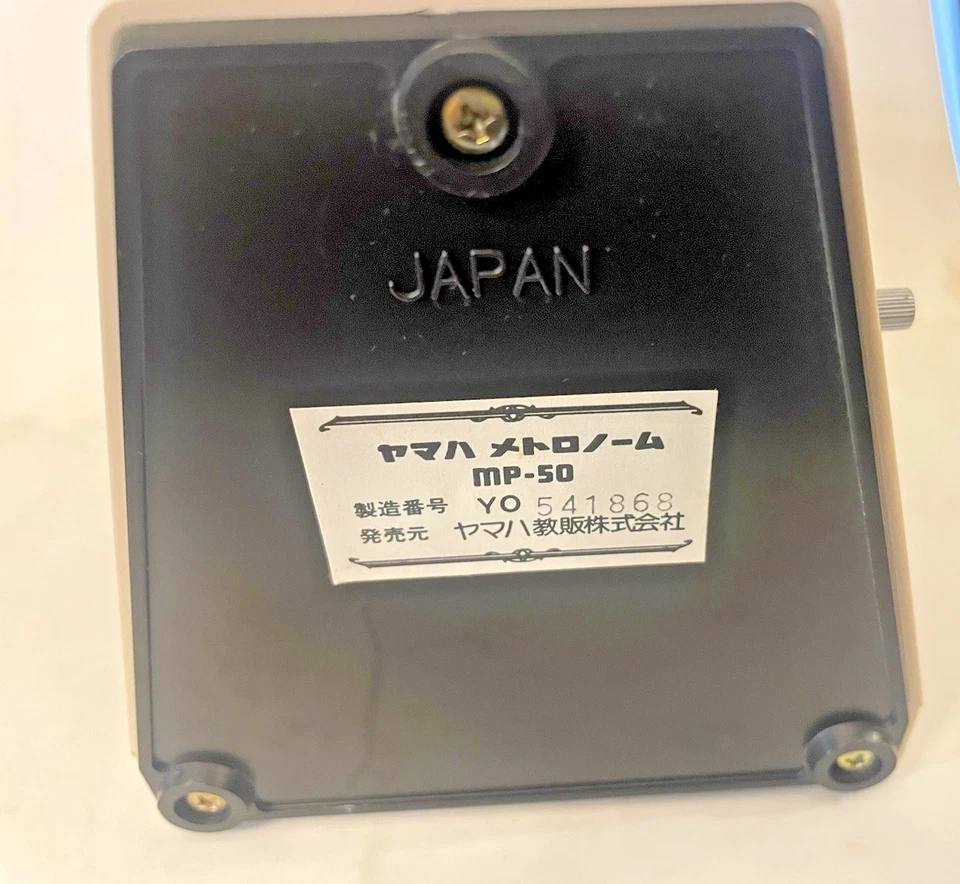 JAPAN
ヤマハ メトロノーム
MP-50
製造番号 YO 541868
発売元 ヤマハ教販株式会社